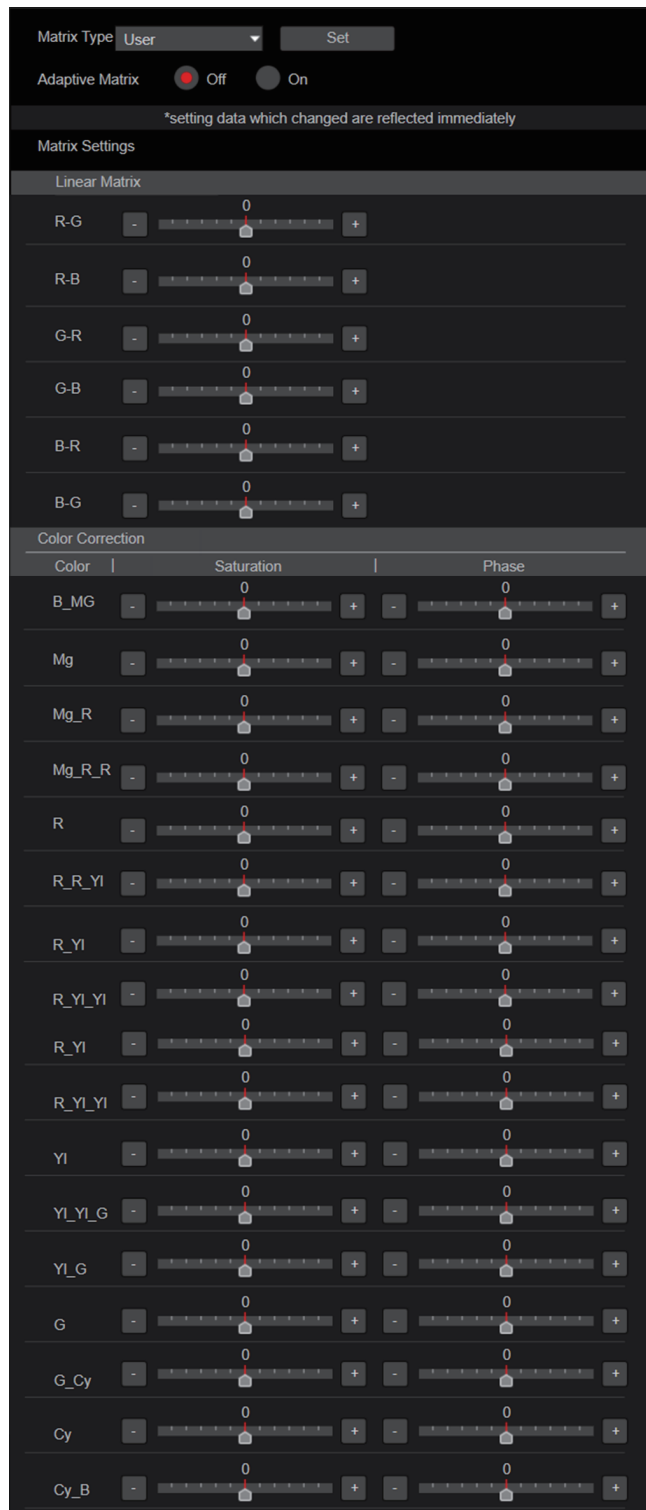 Matrix Type User Set
Adaptive Matrix Off On
*setting data which changed are reflected immediately
Matrix Settings
Linear Matrix
0
R-G - +
0
R-B - +
0
G-R - +
0
G-B - +
0
B-R - +
0
B-G - +
Color Correction
Color | Saturation | Phase
0 0
B_MG - + - +
0 0
Mg - + - +
0 0
Mg_R - + - +
0 0
Mg_R_R - + - +
0 0
R - + - +
0 0
R_R_Yl - + - +
0 0
R_Yl - + - +
0 0
R_Yl_Yl - + - +
0 0
R_Yl - + - +
0 0
R_Yl_Yl - + - +
0 0
Yl - + - +
0 0
Yl_Yl_G - + - +
0 0
Yl_G - + - +
0 0
G - + - +
0 0
G_Cy - + - +
0 0
Cy - + - +
0 0
Cy_B - + - +